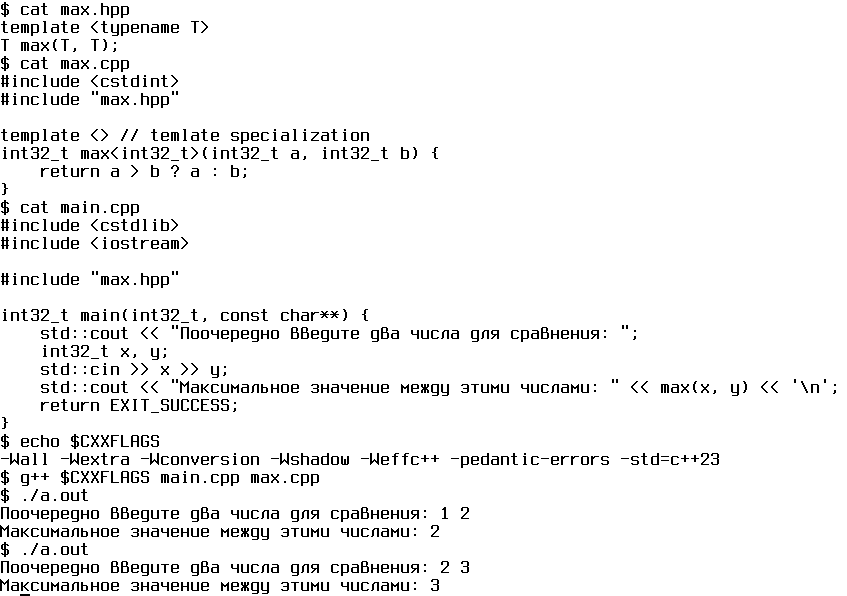 $ cat max.hpp
template <typename T>
T max(T, T);
$ cat max.cpp
#include <cstdint>
#include "max.hpp"

template <> // temlate specialization
int32_t max<int32_t>(int32_t a, int32_t b) {
    return a > b ? a : b;
}
$ cat main.cpp
#include <cstdlib>
#include <iostream>

#include "max.hpp"

int32_t main(int32_t, const char**) {
    std::cout << "Поочередно введите два числа для сравнения: ";
    int32_t x, y;
    std::cin >> x >> y;
    std::cout << "Максимальное значение между этими числами: " << max(x, y) << '\n';
    return EXIT_SUCCESS;
}
$ echo $CXXFLAGS
-Wall -Wextra -Wconversion -Wshadow -Weffc++ -pedantic-errors -std=c++23
$ g++ $CXXFLAGS main.cpp max.cpp
$ ./a.out
Поочередно введите два числа для сравнения: 1 2
Максимальное значение между этими числами: 2
$ ./a.out
Поочередно введите два числа для сравнения: 2 3
Максимальное значение между этими числами: 3